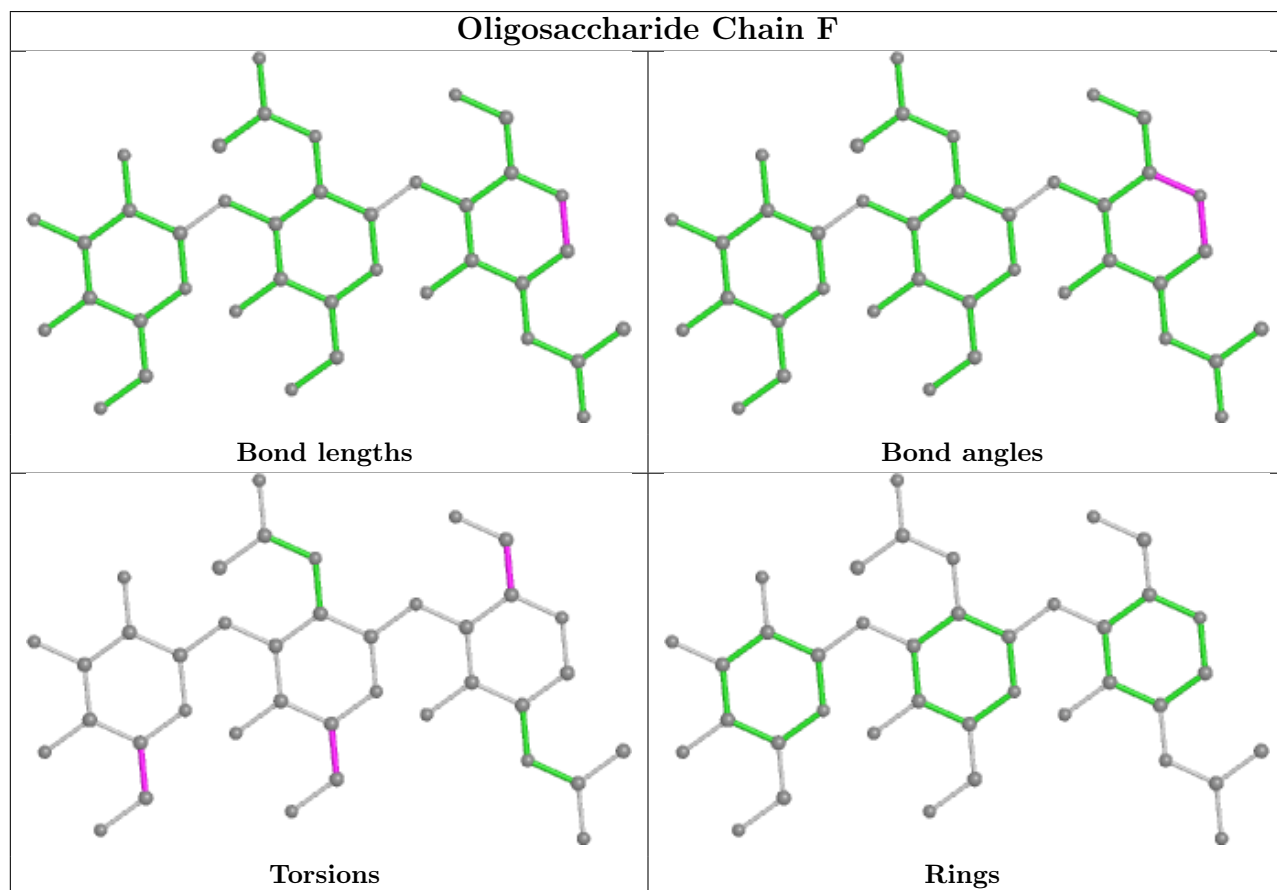 Oligosaccharide Chain F
Bond lengths
Bond angles
Torsions
Rings